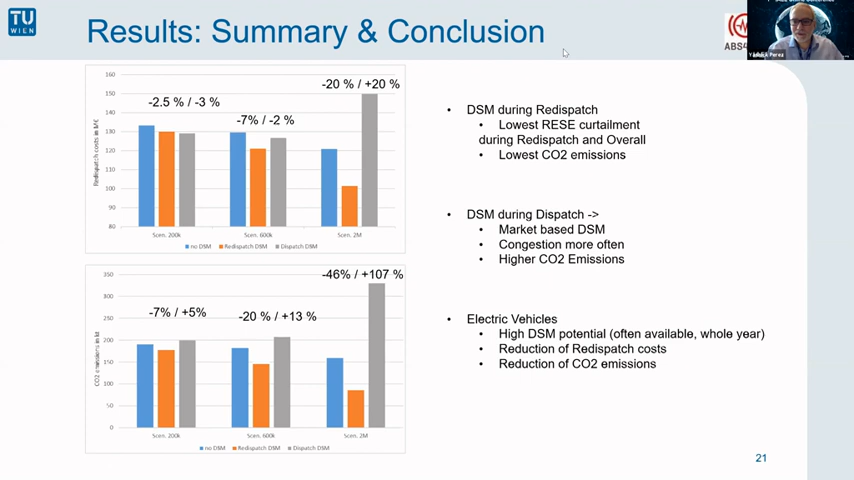 TU
WIEN
Results: Summary & Conclusion
160
150
140
130
120
110
100
90
80
Redispatch costs in M€
-2.5 % / -3 %
-7% / -2 %
-20 % / +20 %
Scen. 200k
Scen. 600k
Scen. 2M
no DSM
Redispatch DSM
Dispatch DSM
350
300
250
200
150
100
50
0
CO2 emissions in kt
-7% / +5%
-20 % / +13 %
-46% / +107 %
Scen. 200k
Scen. 600k
Scen. 2M
no DSM
Redispatch DSM
Dispatch DSM
• DSM during Redispatch
• Lowest RESE curtailment
during Redispatch and Overall
• Lowest CO2 emissions
• DSM during Dispatch ->
• Market based DSM
• Congestion more often
• Higher CO2 Emissions
• Electric Vehicles
• High DSM potential (often available, whole year)
• Reduction of Redispatch costs
• Reduction of CO2 emissions
21
Perez